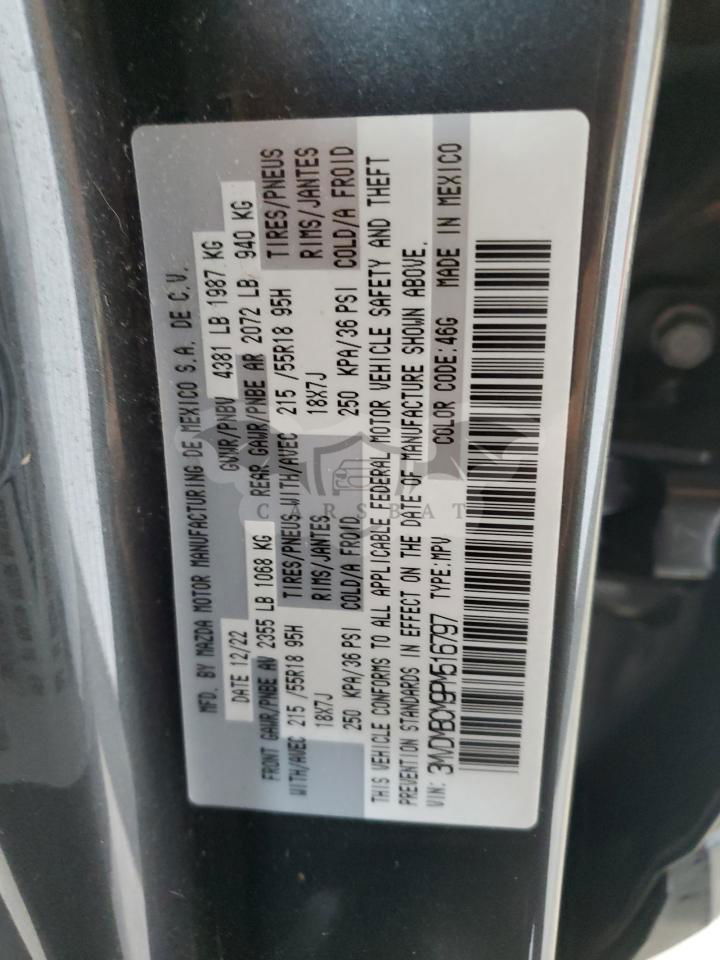 MFD. BY MAZDA MOTOR MANUFACTURING DE MEXICO S.A. DE C.V.
DATE 12/22 GVWR/PNBV 4381 LB 1987 KG
FRONT GAWR/PNBE AV 2355 LB 1068 KG REAR GAWR/PNBE AR 2072 LB 940 KG
WITH/AVEC 215 /55R18 95H TIRES/PNEUS WITH/AVEC 215 /55R18 95H TIRES/PNEUS
18X7J RIMS/JANTES 18X7J RIMS/JANTES
250 KPA/36 PSI COLD/A FROID 250 KPA/36 PSI COLD/A FROID
THIS VEHICLE CONFORMS TO ALL APPLICABLE FEDERAL MOTOR VEHICLE SAFETY AND THEFT
PREVENTION STANDARDS IN EFFECT ON THE DATE OF MANUFACTURE SHOWN ABOVE.
VIN: 3MVDMBCM9PM516797 TYPE:MPV COLOR CODE:46G MADE IN MEXICO
CARSBAT